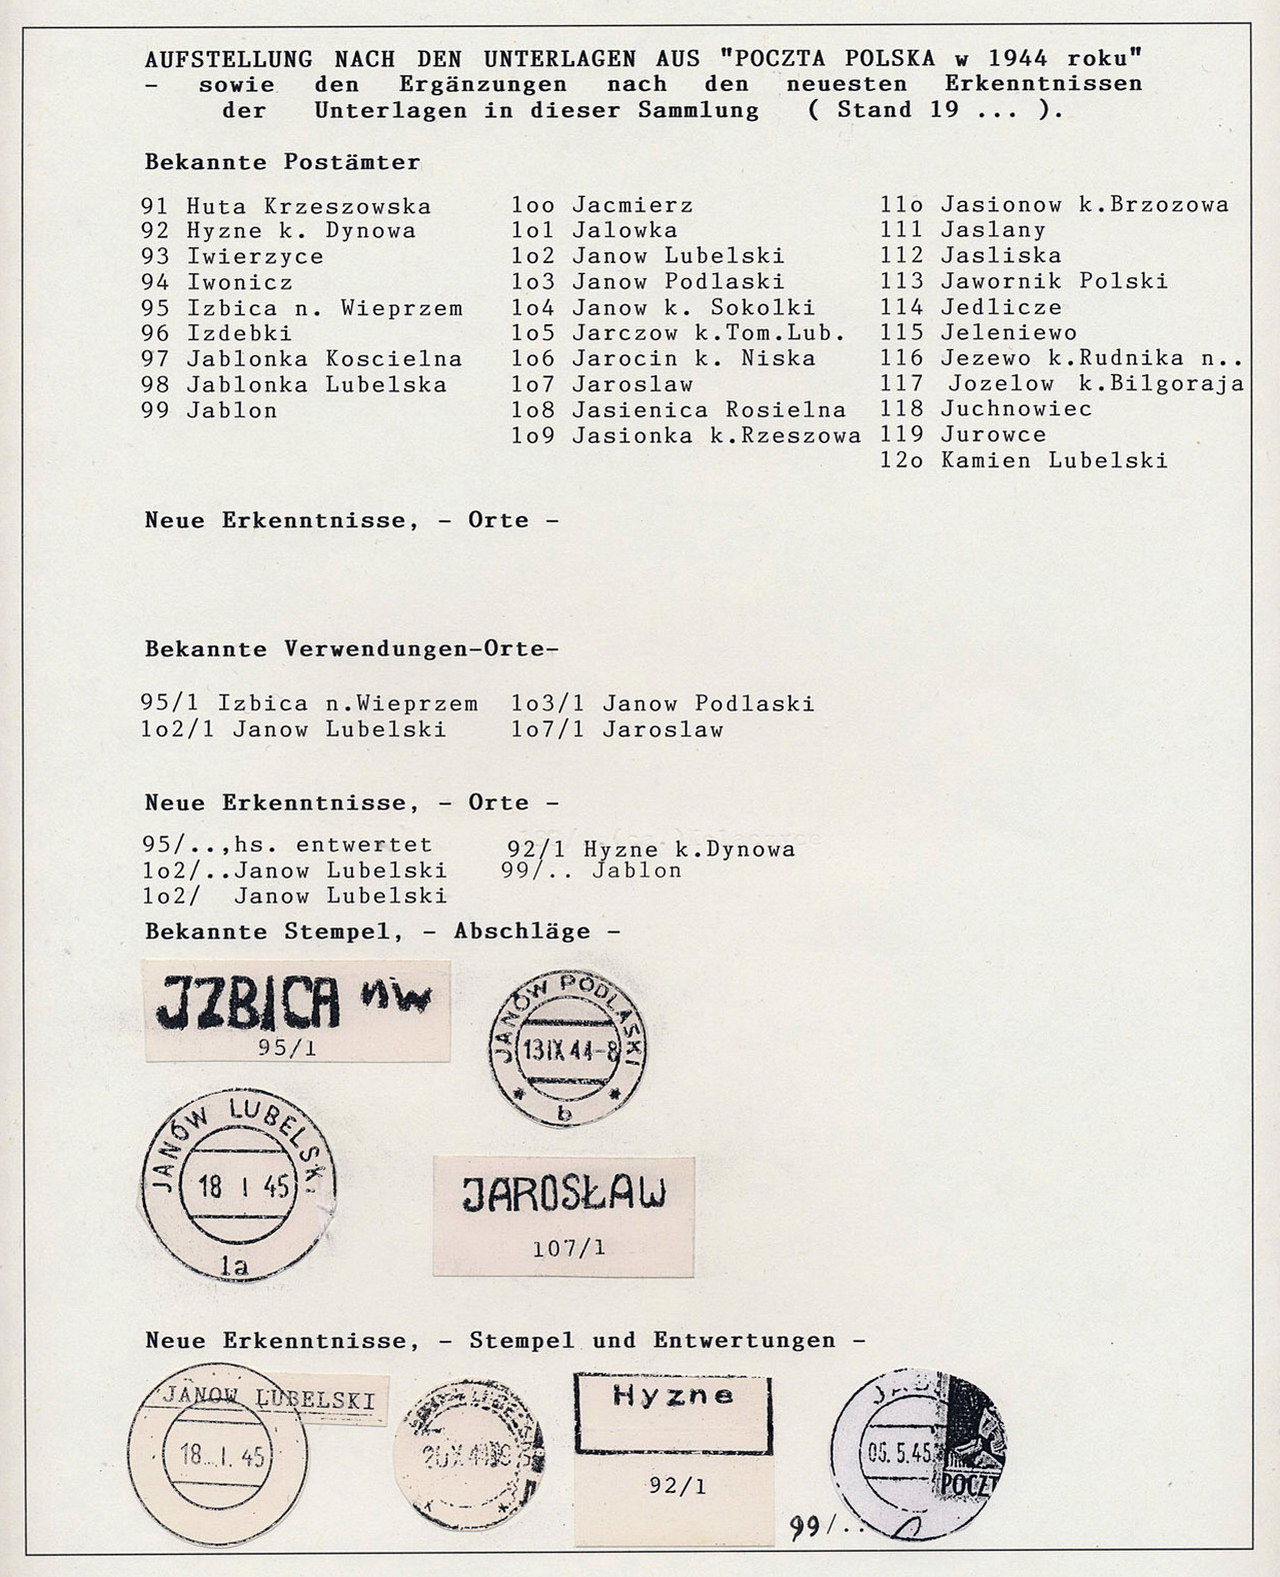 AUFSTELLUNG NACH DEN UNTERLAGEN AUS "POCZTA POLSKA w 1944 roku"
- sowie den Ergänzungen nach den neuesten Erkenntnissen
der Unterlagen in dieser Sammlung ( Stand 19 ... ).
Bekannte Postämter
91 Huta Krzeszowska
92 Hyzne k. Dynowa
93 Iwierzyce
94 Iwonicz
95 Izbica n. Wieprzem
96 Izdebki
97 Jablonka Koscielna
98 Jablonka Lubelska
99 Jablon
1oo Jacmierz
1o1 Jalowka
1o2 Janow Lubelski
1o3 Janow Podlaski
1o4 Janow k. Sokolki
1o5 Jarczow k.Tom.Lub.
1o6 Jarocin k. Niska
1o7 Jaroslaw
1o8 Jasienica Rosielna
1o9 Jasionka k.Rzeszowa
11o Jasionow k.Brzozowa
111 Jaslany
112 Jasliska
113 Jawornik Polski
114 Jedlicze
115 Jeleniewo
116 Jezewo k.Rudnika n..
117 Jozelow k.Bilgoraja
118 Juchnowiec
119 Jurowce
12o Kamien Lubelski
Neue Erkenntnisse, - Orte -
Bekannte Verwendungen-Orte-
95/1 Izbica n.Wieprzem
1o2/1 Janow Lubelski
1o3/1 Janow Podlaski
1o7/1 Jaroslaw
Neue Erkenntnisse, - Orte -
95/..,hs. entwertet
1o2/..Janow Lubelski
1o2/ Janow Lubelski
92/1 Hyzne k.Dynowa
99/.. Jablon
Bekannte Stempel, - Abschläge -
JZBICA nw
95/1
JANÓW PODLASKI
13 IX 44-8
* b *
JANÓW LUBELSKI
18 I 45
1a
JAROSŁAW
107/1
Neue Erkenntnisse, - Stempel und Entwertungen -
JANOW LUBELSKI
18. I. 45
Hyzne
92/1
05. 5.45
POCZT
99/..